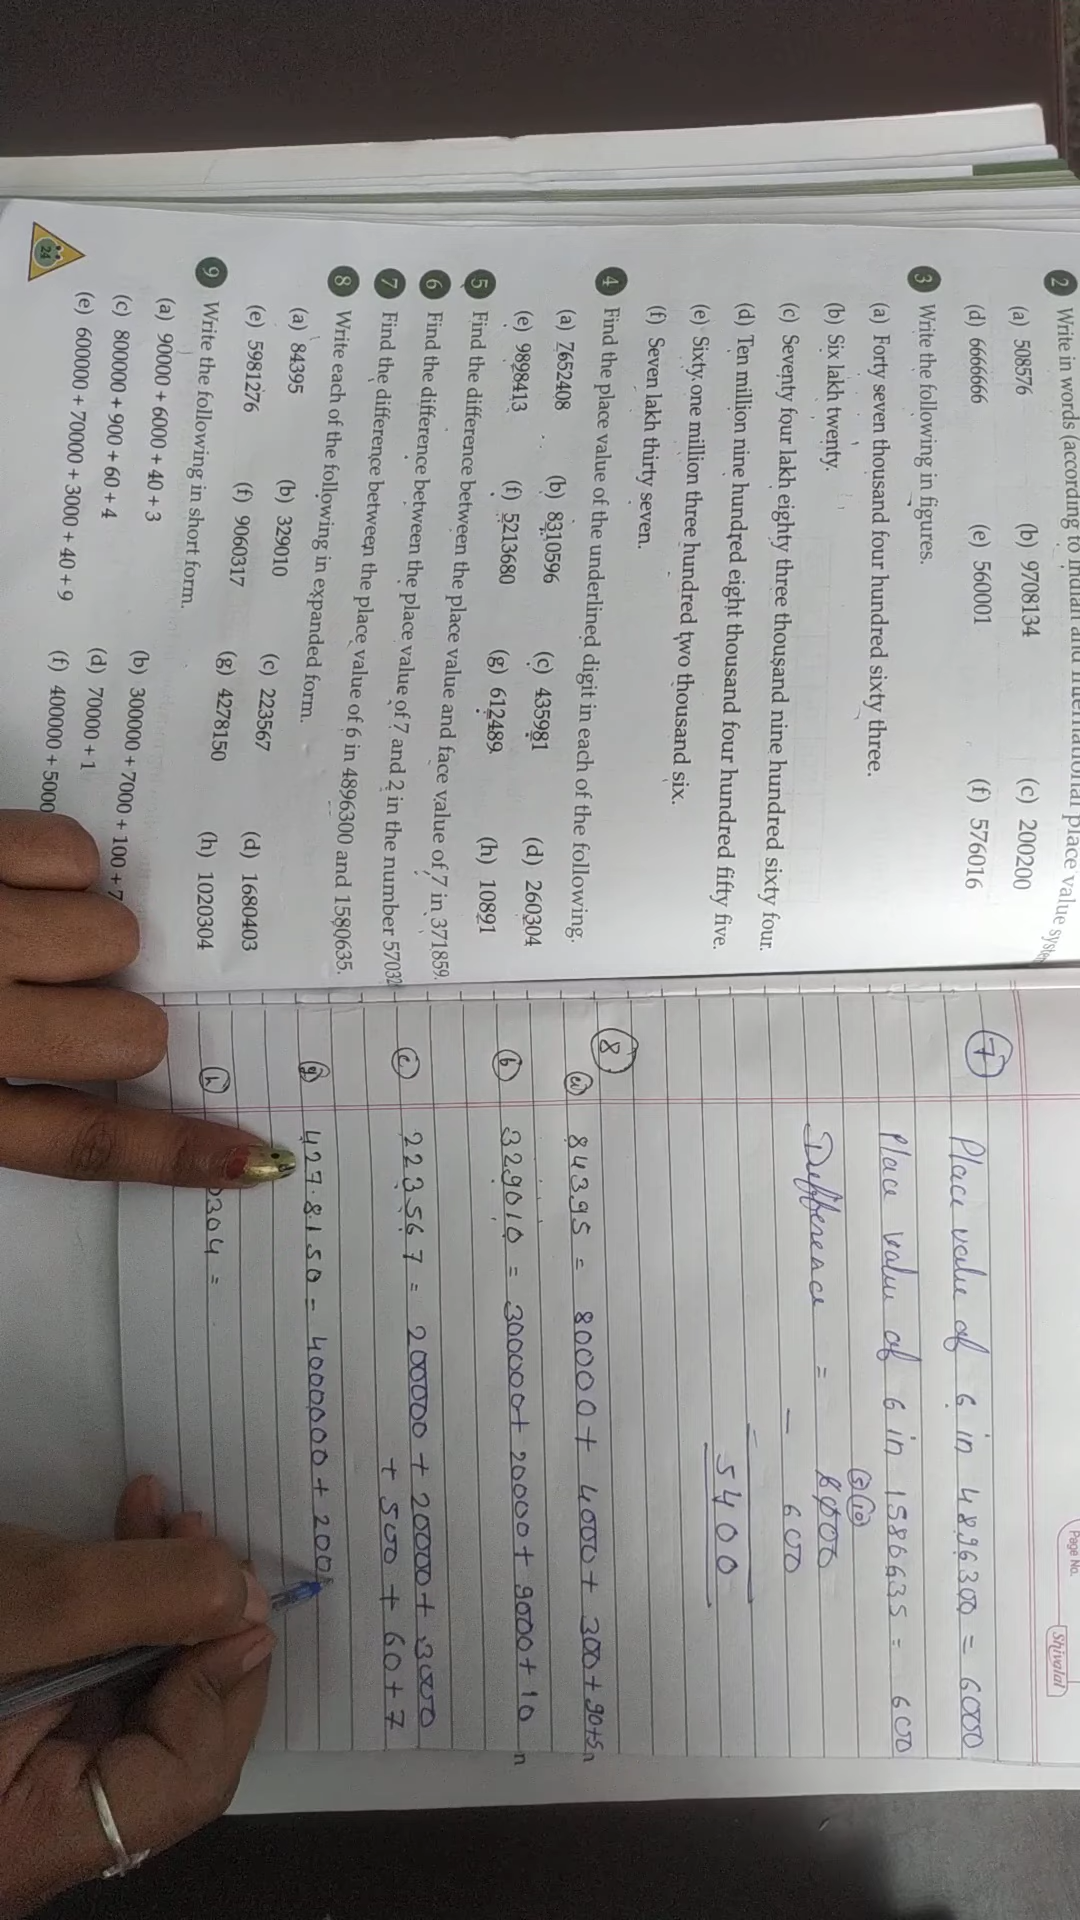 2 Write in words (according to Indian and International place value system
(a) 508576 (b) 9708134 (c) 200200
(d) 6666666 (e) 560001 (f) 576016
3 Write the following in figures.
(a) Forty seven thousand four hundred sixty three.
(b) Six lakh twenty.
(c) Seventy four lakh eighty three thousand nine hundred sixty four.
(d) Ten million nine hundred eight thousand four hundred fifty five.
(e) Sixty one million three hundred two thousand six.
(f) Seven lakh thirty seven.
4 Find the place value of the underlined digit in each of the following.
(a) 7652408 (b) 8310596 (c) 435981 (d) 260304
(e) 9898413 (f) 5213680 (g) 612489. (h) 10891
5 Find the difference between the place value and face value of 7 in 371859.
6 Find the difference between the place value of 7 and 2 in the number 57032
7 Find the difference between the place value of 6 in 4896300 and 1580635.
8 Write each of the following in expanded form.
(a) 84395 (b) 329010 (c) 223567 (d) 1680403
(e) 5981276 (f) 9060317 (g) 4278150 (h) 1020304
9 Write the following in short form.
(a) 90000 + 6000 + 40 + 3 (b) 300000 + 7000 + 100 + 7
(c) 800000 + 900 + 60 + 4 (d) 70000 + 1
(e) 600000 + 70000 + 3000 + 40 + 9 (f) 400000 + 5000
24
Page No.
Shivalal
7 Place value of 6 in 4896300 = 6000
Place value of 6 in 1580635 = 600
5 10
Difference = 6000
- 600
5400
8
(a) 84395 = 80000 + 4000 + 300 + 90+5
(b) 329010 = 300000 + 20000 + 9000 + 10
(c) 223567 = 200000 + 20000 + 3000
+ 500 + 60 + 7
(g) 4278150 = 4000000 + 200
(h) 0304 =